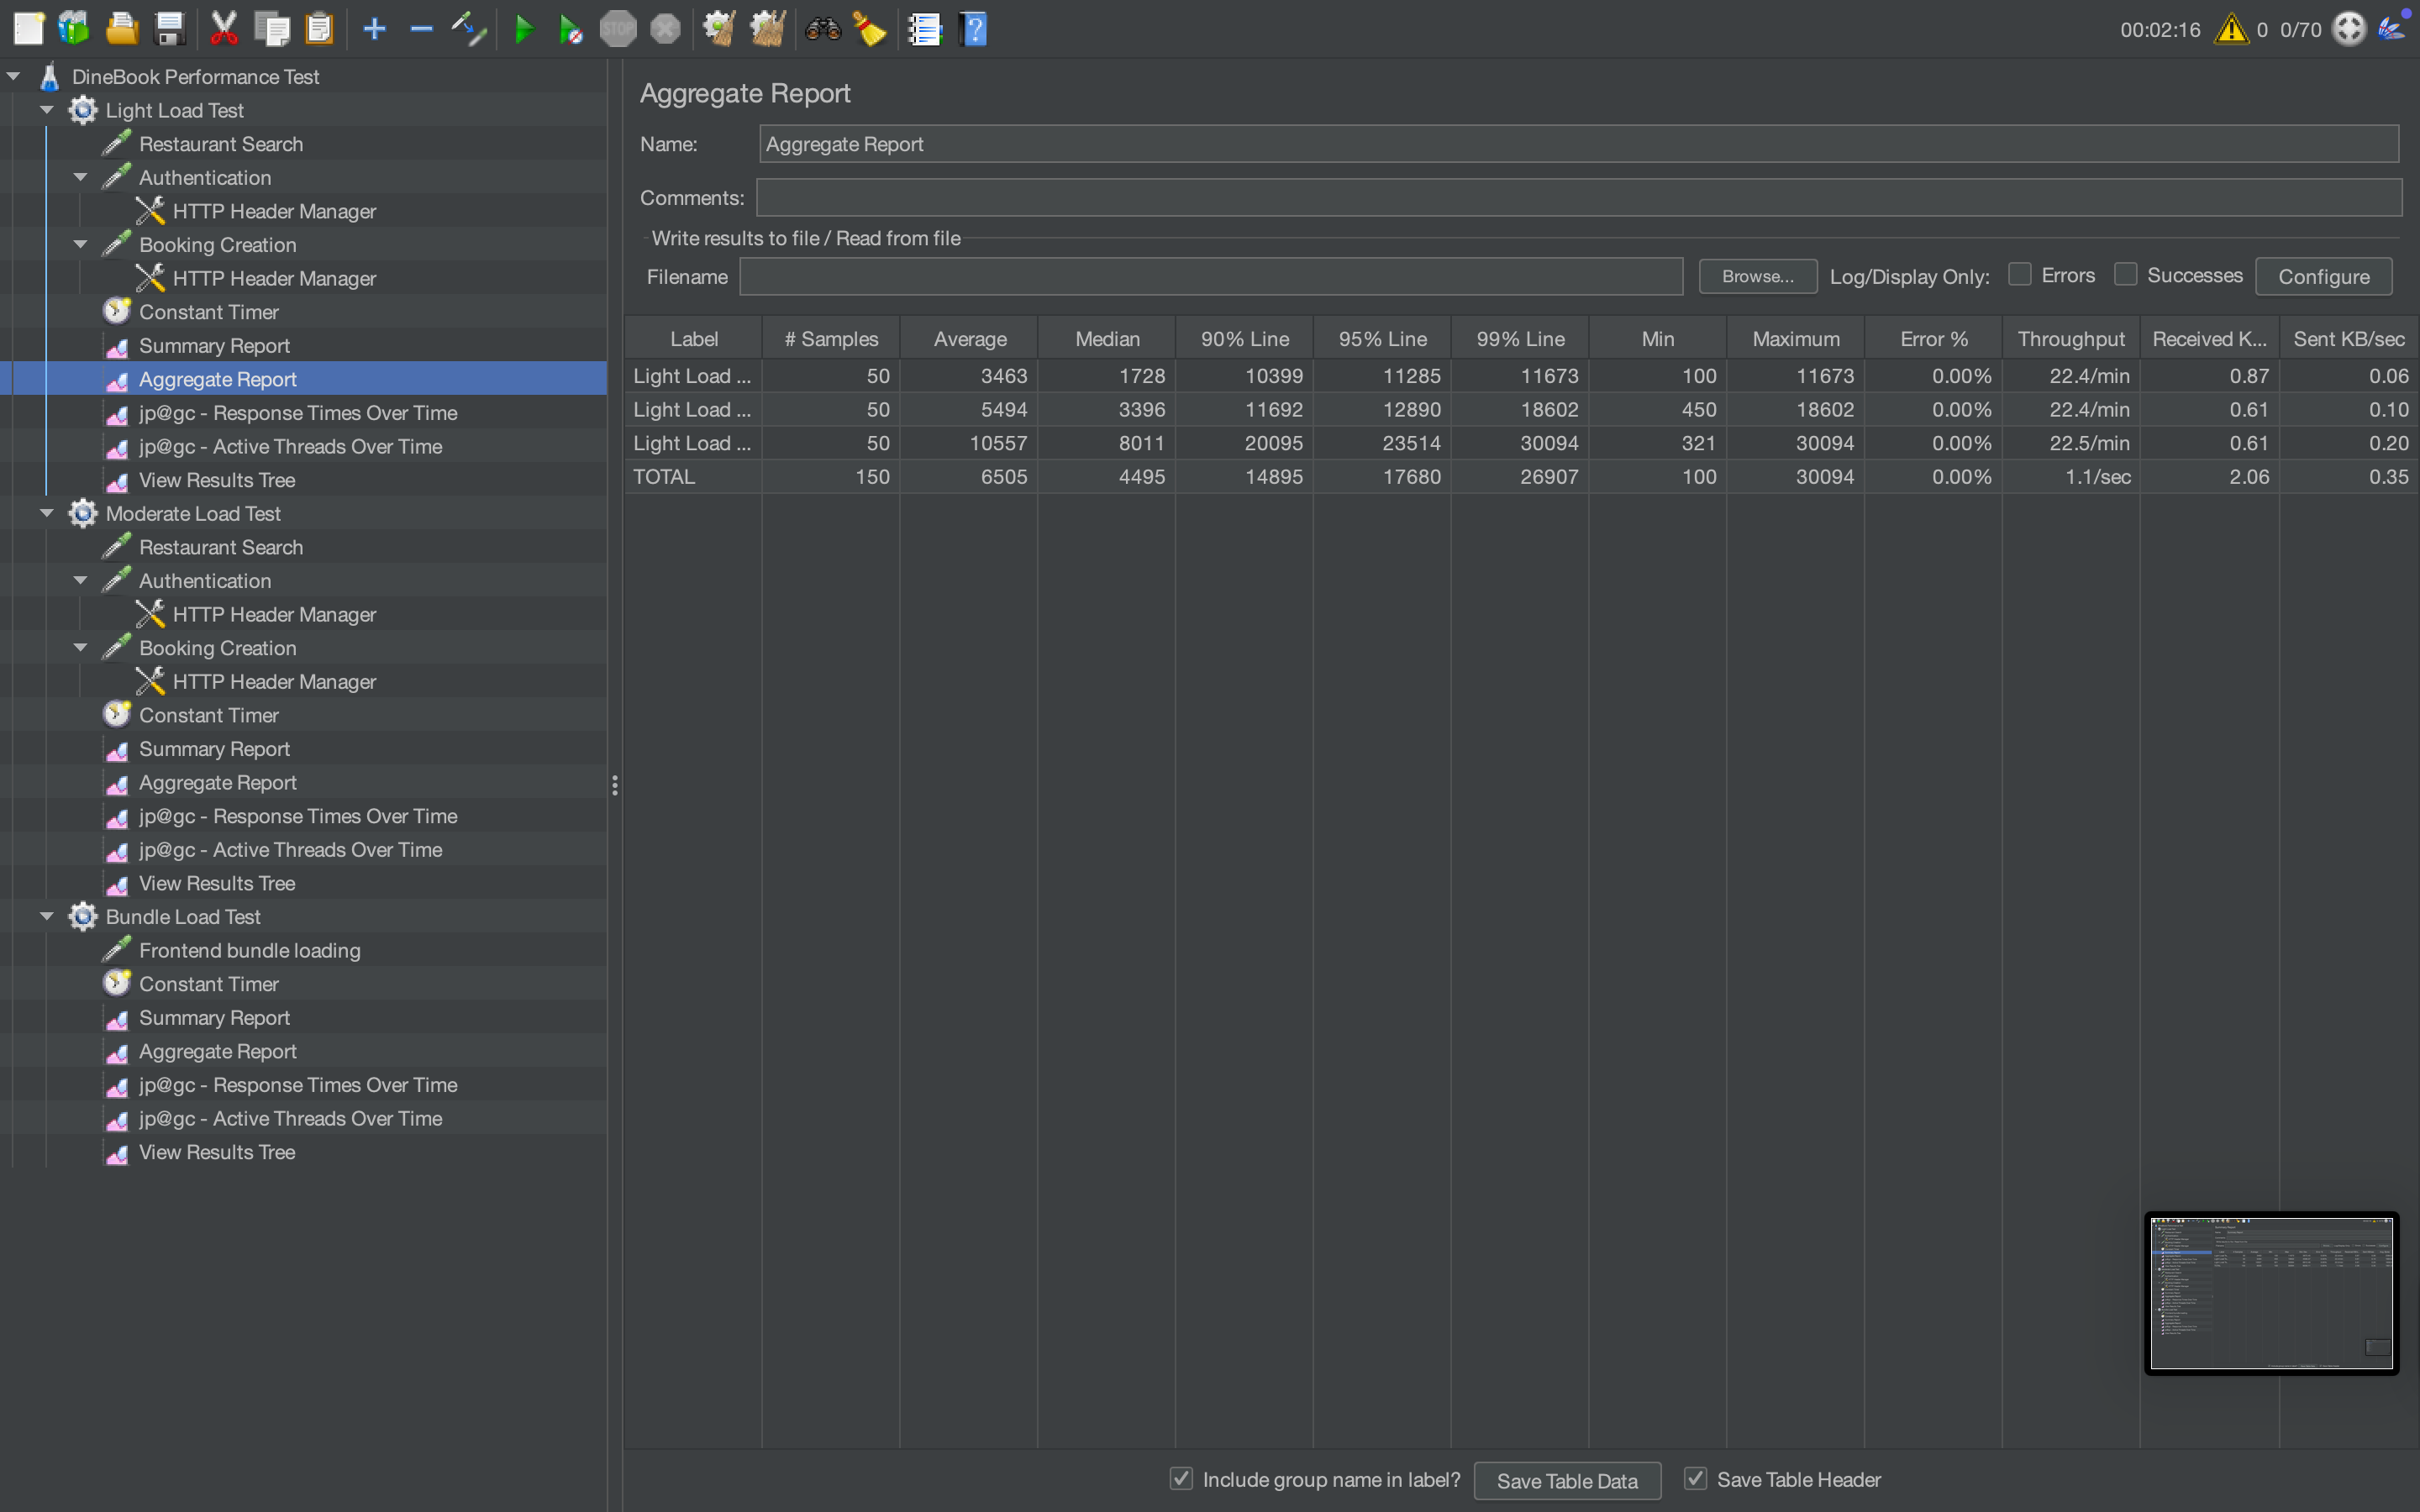 STOP
00:02:16 0 0/70
DineBook Performance Test
Light Load Test
Restaurant Search
Authentication
HTTP Header Manager
Booking Creation
HTTP Header Manager
Constant Timer
Summary Report
Aggregate Report
jp@gc - Response Times Over Time
jp@gc - Active Threads Over Time
View Results Tree
Moderate Load Test
Restaurant Search
Authentication
HTTP Header Manager
Booking Creation
HTTP Header Manager
Constant Timer
Summary Report
Aggregate Report
jp@gc - Response Times Over Time
jp@gc - Active Threads Over Time
View Results Tree
Bundle Load Test
Frontend bundle loading
Constant Timer
Summary Report
Aggregate Report
jp@gc - Response Times Over Time
jp@gc - Active Threads Over Time
View Results Tree
Aggregate Report
Name: Aggregate Report
Comments:
Write results to file / Read from file
Filename Browse... Log/Display Only: Errors Successes Configure
Label # Samples Average Median 90% Line 95% Line 99% Line Min Maximum Error % Throughput Received K... Sent KB/sec
Light Load ... 50 3463 1728 10399 11285 11673 100 11673 0.00% 22.4/min 0.87 0.06
Light Load ... 50 5494 3396 11692 12890 18602 450 18602 0.00% 22.4/min 0.61 0.10
Light Load ... 50 10557 8011 20095 23514 30094 321 30094 0.00% 22.5/min 0.61 0.20
TOTAL 150 6505 4495 14895 17680 26907 100 30094 0.00% 1.1/sec 2.06 0.35
Include group name in label? Save Table Data Save Table Header